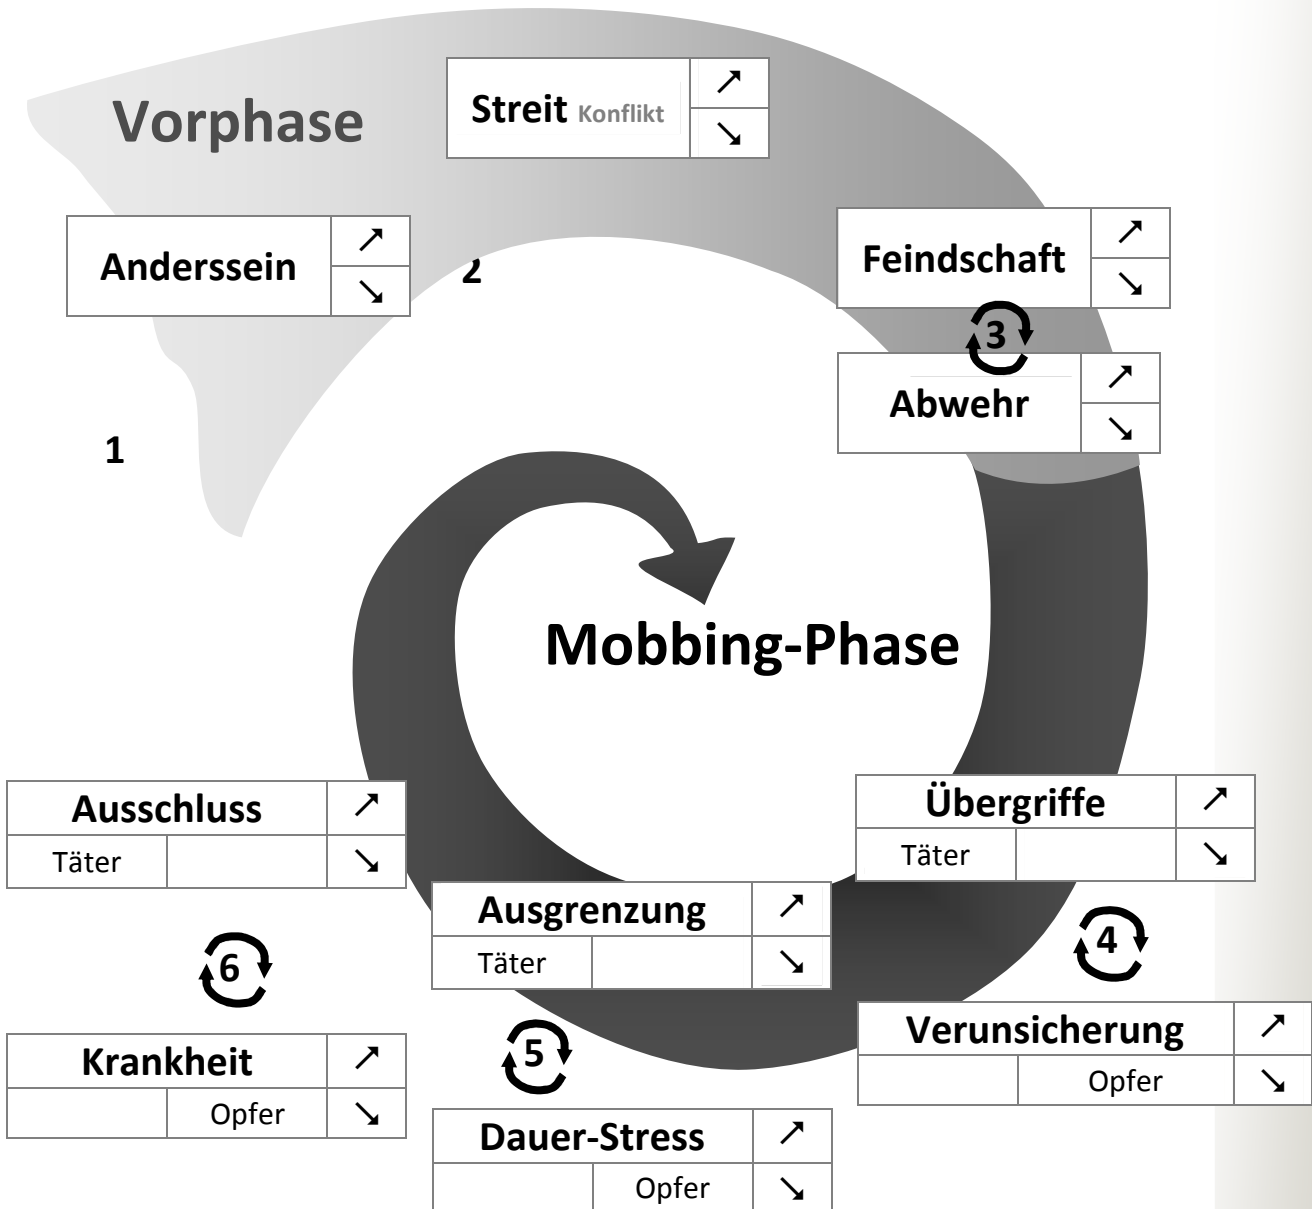 Vorphase
Streit Konflikt
↗
↘
Anderssein
↗
↘
2
Feindschaft
↗
↘
3
Abwehr
↗
↘
1
Mobbing-Phase
Übergriffe
↗
Täter
↘
4
Verunsicherung
↗
Opfer
↘
Ausgrenzung
↗
Täter
↘
5
Dauer-Stress
↗
Opfer
↘
Ausschluss
↗
Täter
↘
6
Krankheit
↗
Opfer
↘